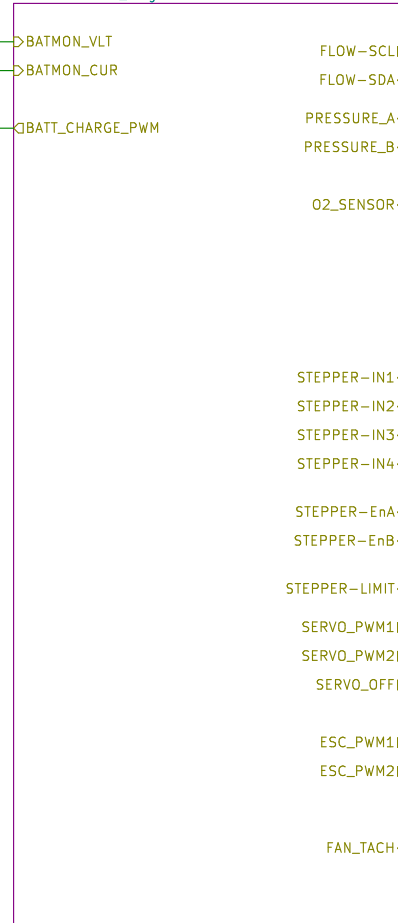 BATMON_VLT
BATMON_CUR
BATT_CHARGE_PWM
FLOW-SCL
FLOW-SDA
PRESSURE_A
PRESSURE_B
O2_SENSOR
STEPPER-IN1
STEPPER-IN2
STEPPER-IN3
STEPPER-IN4
STEPPER-EnA
STEPPER-EnB
STEPPER-LIMIT
SERVO_PWM1
SERVO_PWM2
SERVO_OFF
ESC_PWM1
ESC_PWM2
FAN_TACH